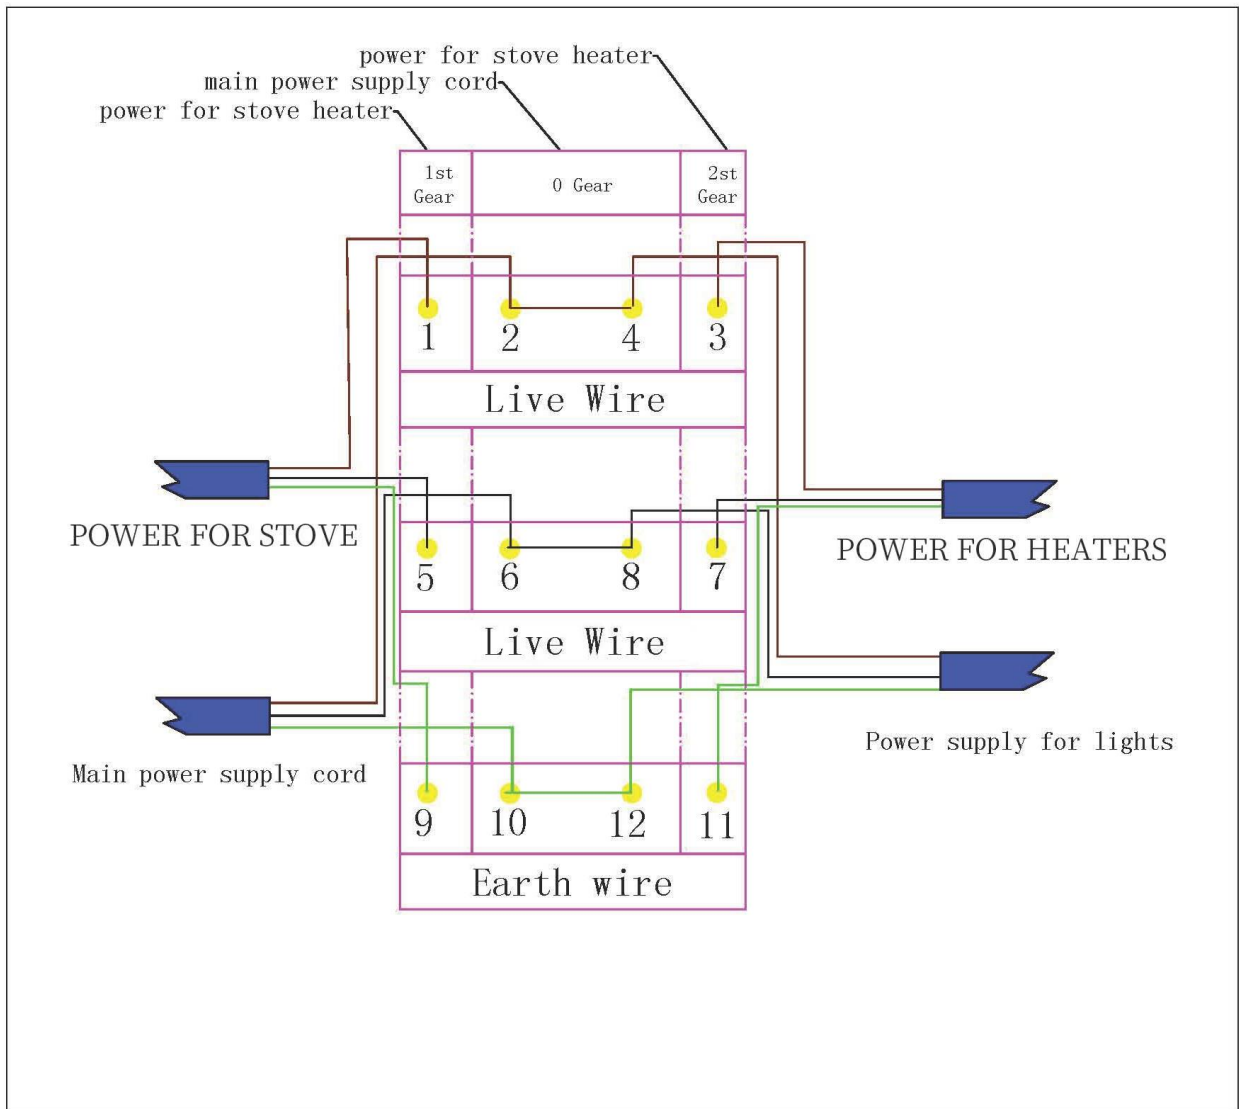 power for stove heater
main power supply cord
power for stove heater
1st
Gear
0 Gear
2st
Gear
1 2 4 3
Live Wire
POWER FOR STOVE
POWER FOR HEATERS
5 6 8 7
Live Wire
Main power supply cord
Power supply for lights
9 10 12 11
Earth wire